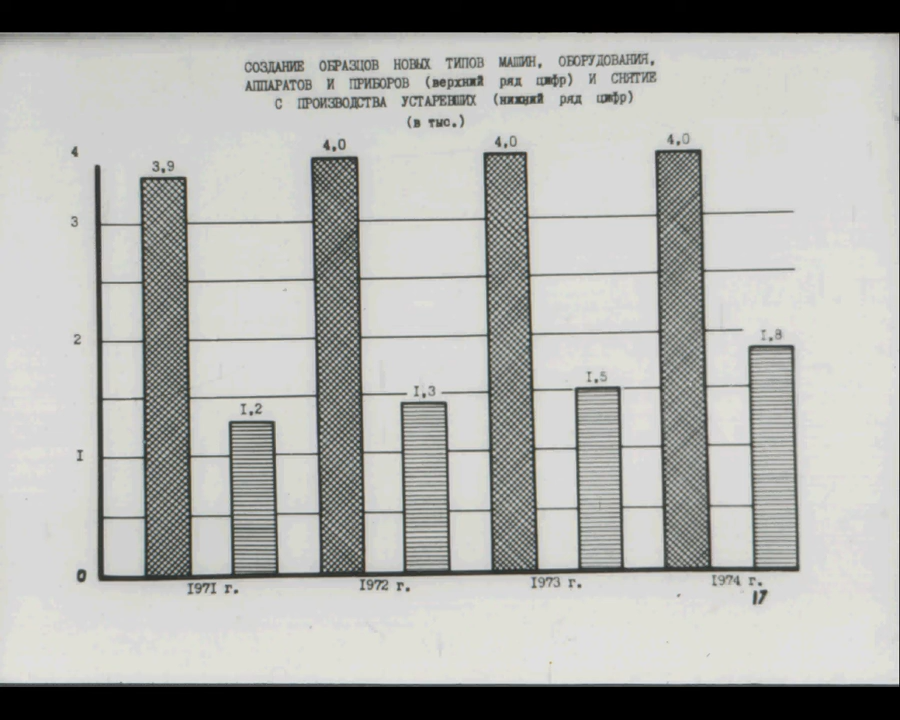 СОЗДАНИЕ ОБРАЗЦОВ НОВЫХ ТИПОВ МАШИН, ОБОРУДОВАНИЯ,
АППАРАТОВ И ПРИБОРОВ (верхний ряд цифр) И СНЯТИЕ
С ПРОИЗВОДСТВА УСТАРЕВШИХ (нижний ряд цифр)
(в тыс.)
4
3,9
4,0
4,0
4,0
3
2
I,8
I,5
I,3
I,2
I
0
I97I г.
I972 г.
I973 г.
I974 г.
17